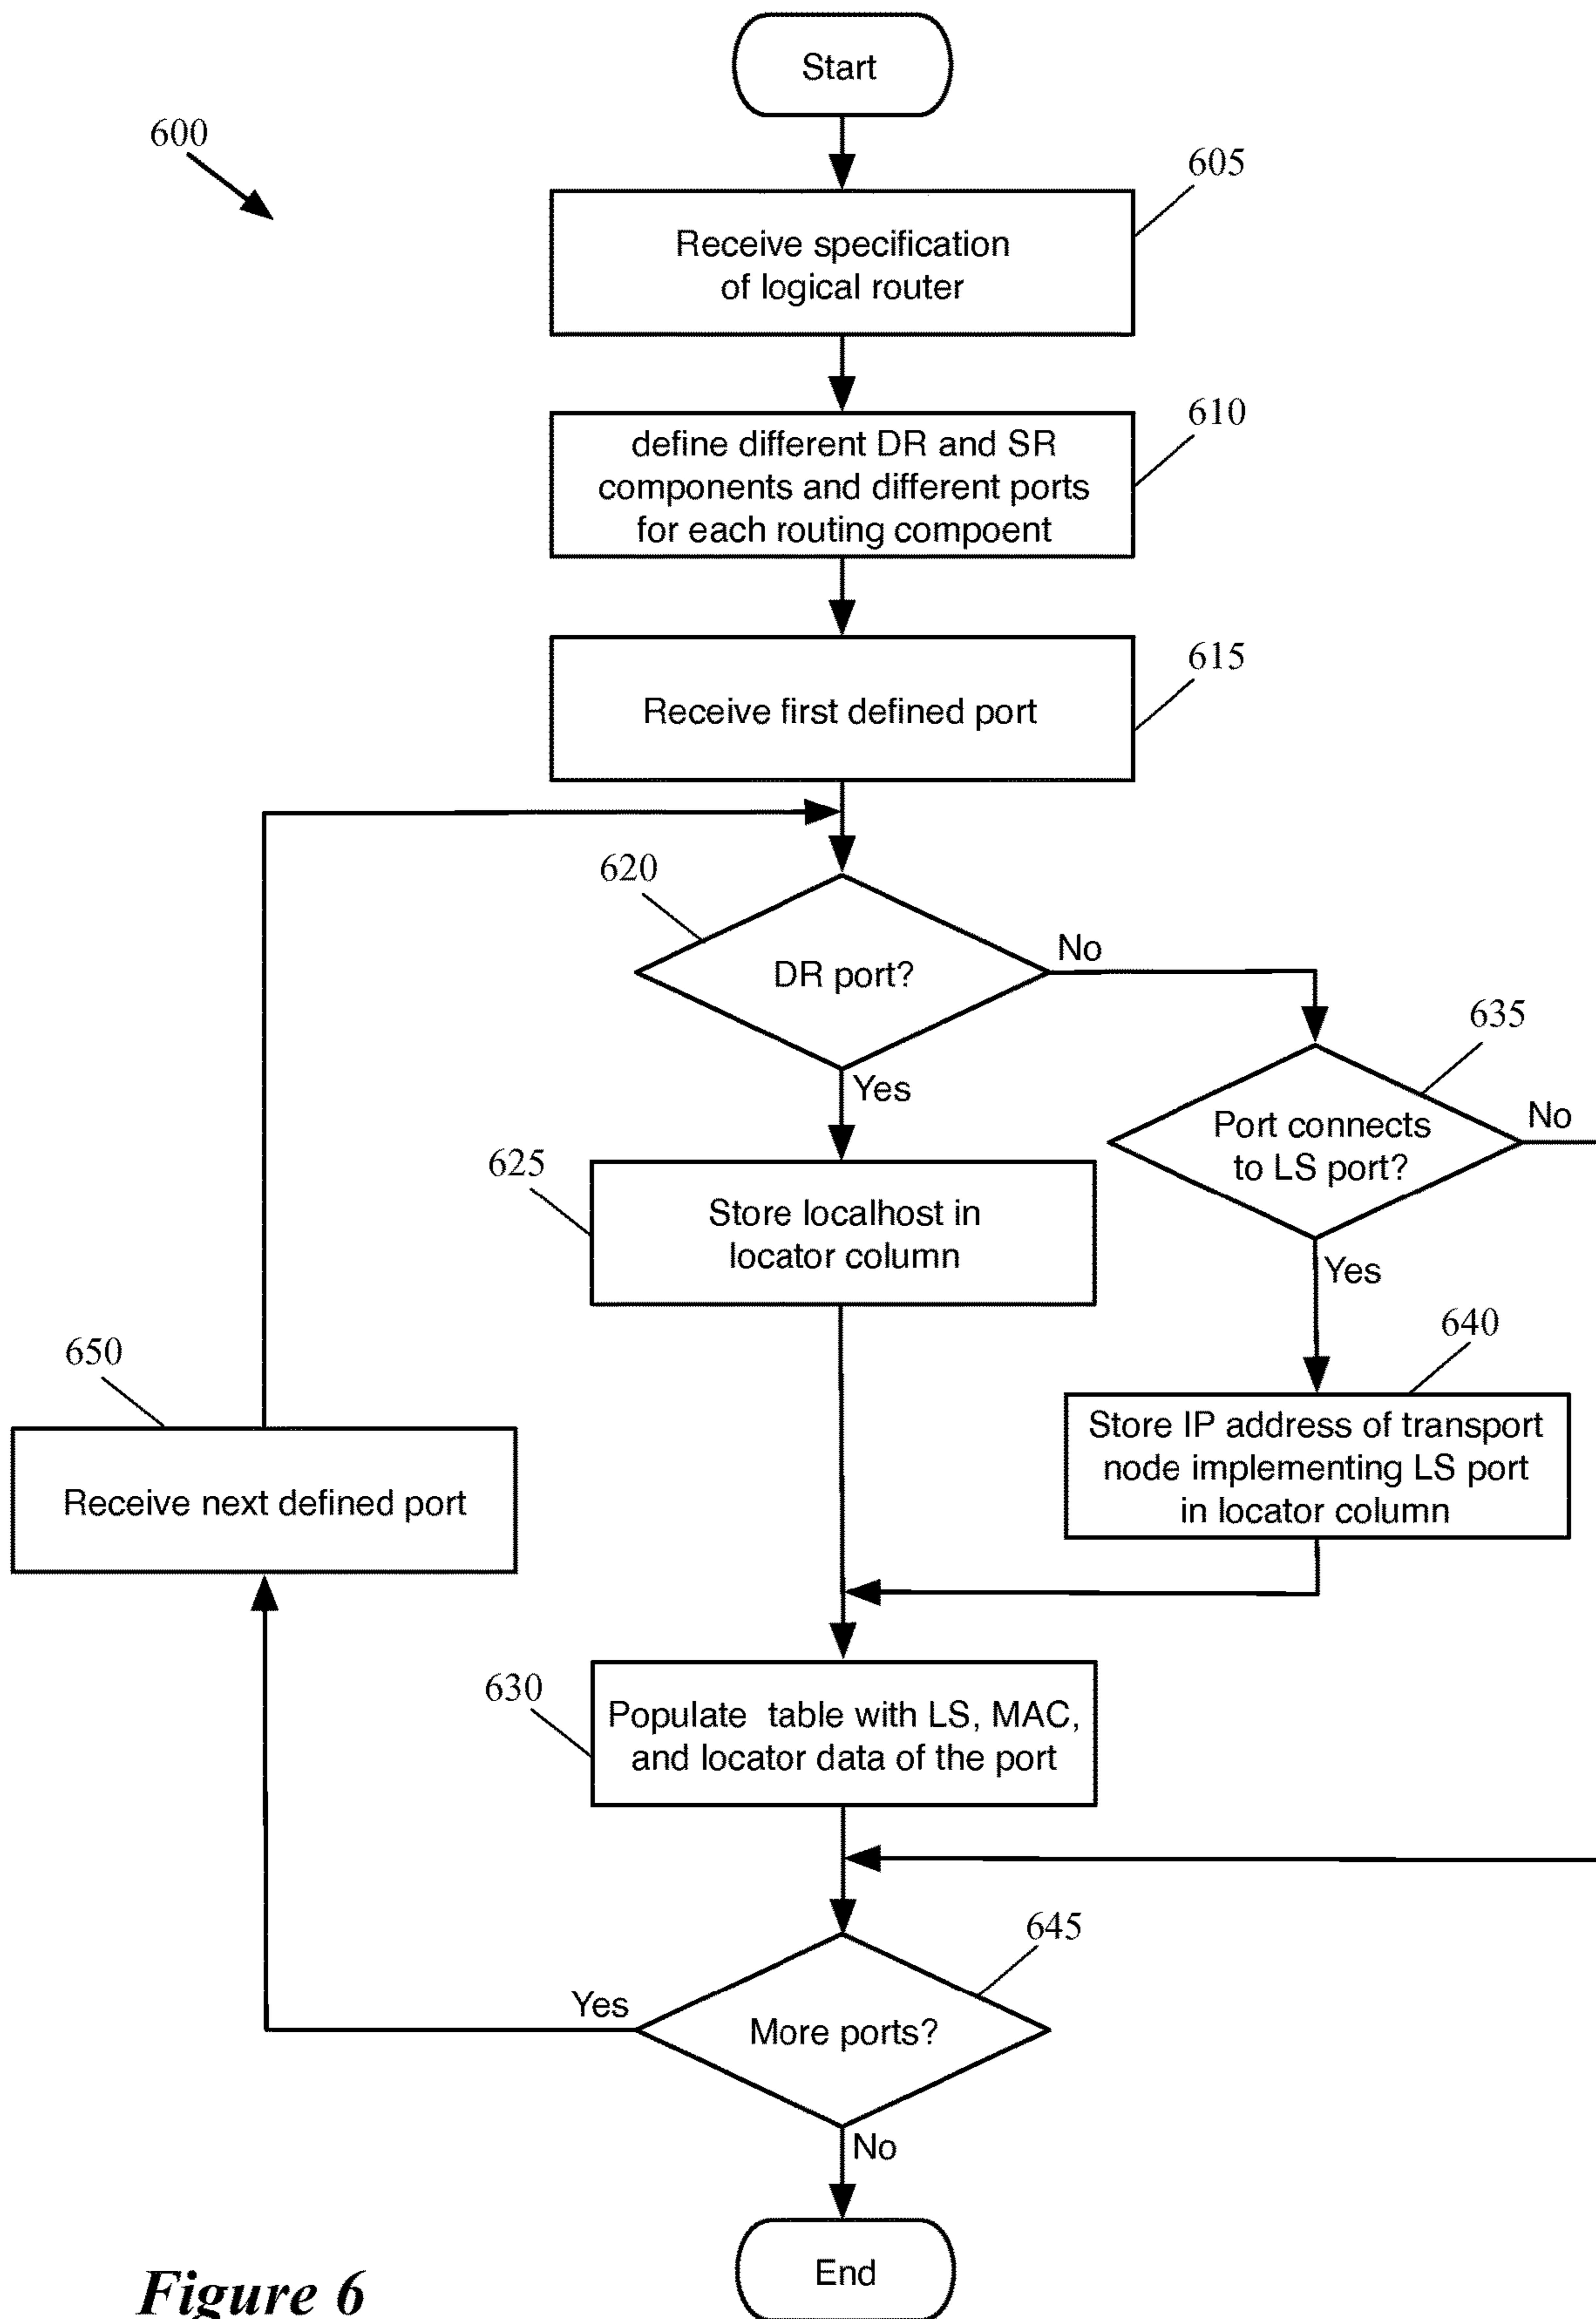 Start
600
605
Receive specification
of logical router
610
define different DR and SR
components and different ports
for each routing compoent
615
Receive first defined port
620
DR port?
No
Yes
635
Port connects
to LS port?
No
Yes
625
Store localhost in
locator column
640
Store IP address of transport
node implementing LS port
in locator column
650
Receive next defined port
630
Populate table with LS, MAC,
and locator data of the port
645
More ports?
Yes
No
End
Figure 6